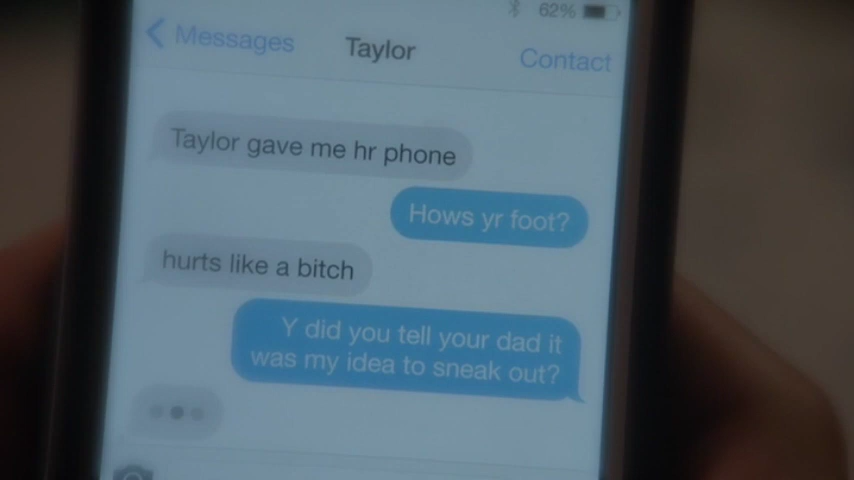 62%
Messages
Taylor
Contact
Taylor gave me hr phone
Hows yr foot?
hurts like a bitch
Y did you tell your dad it
was my idea to sneak out?